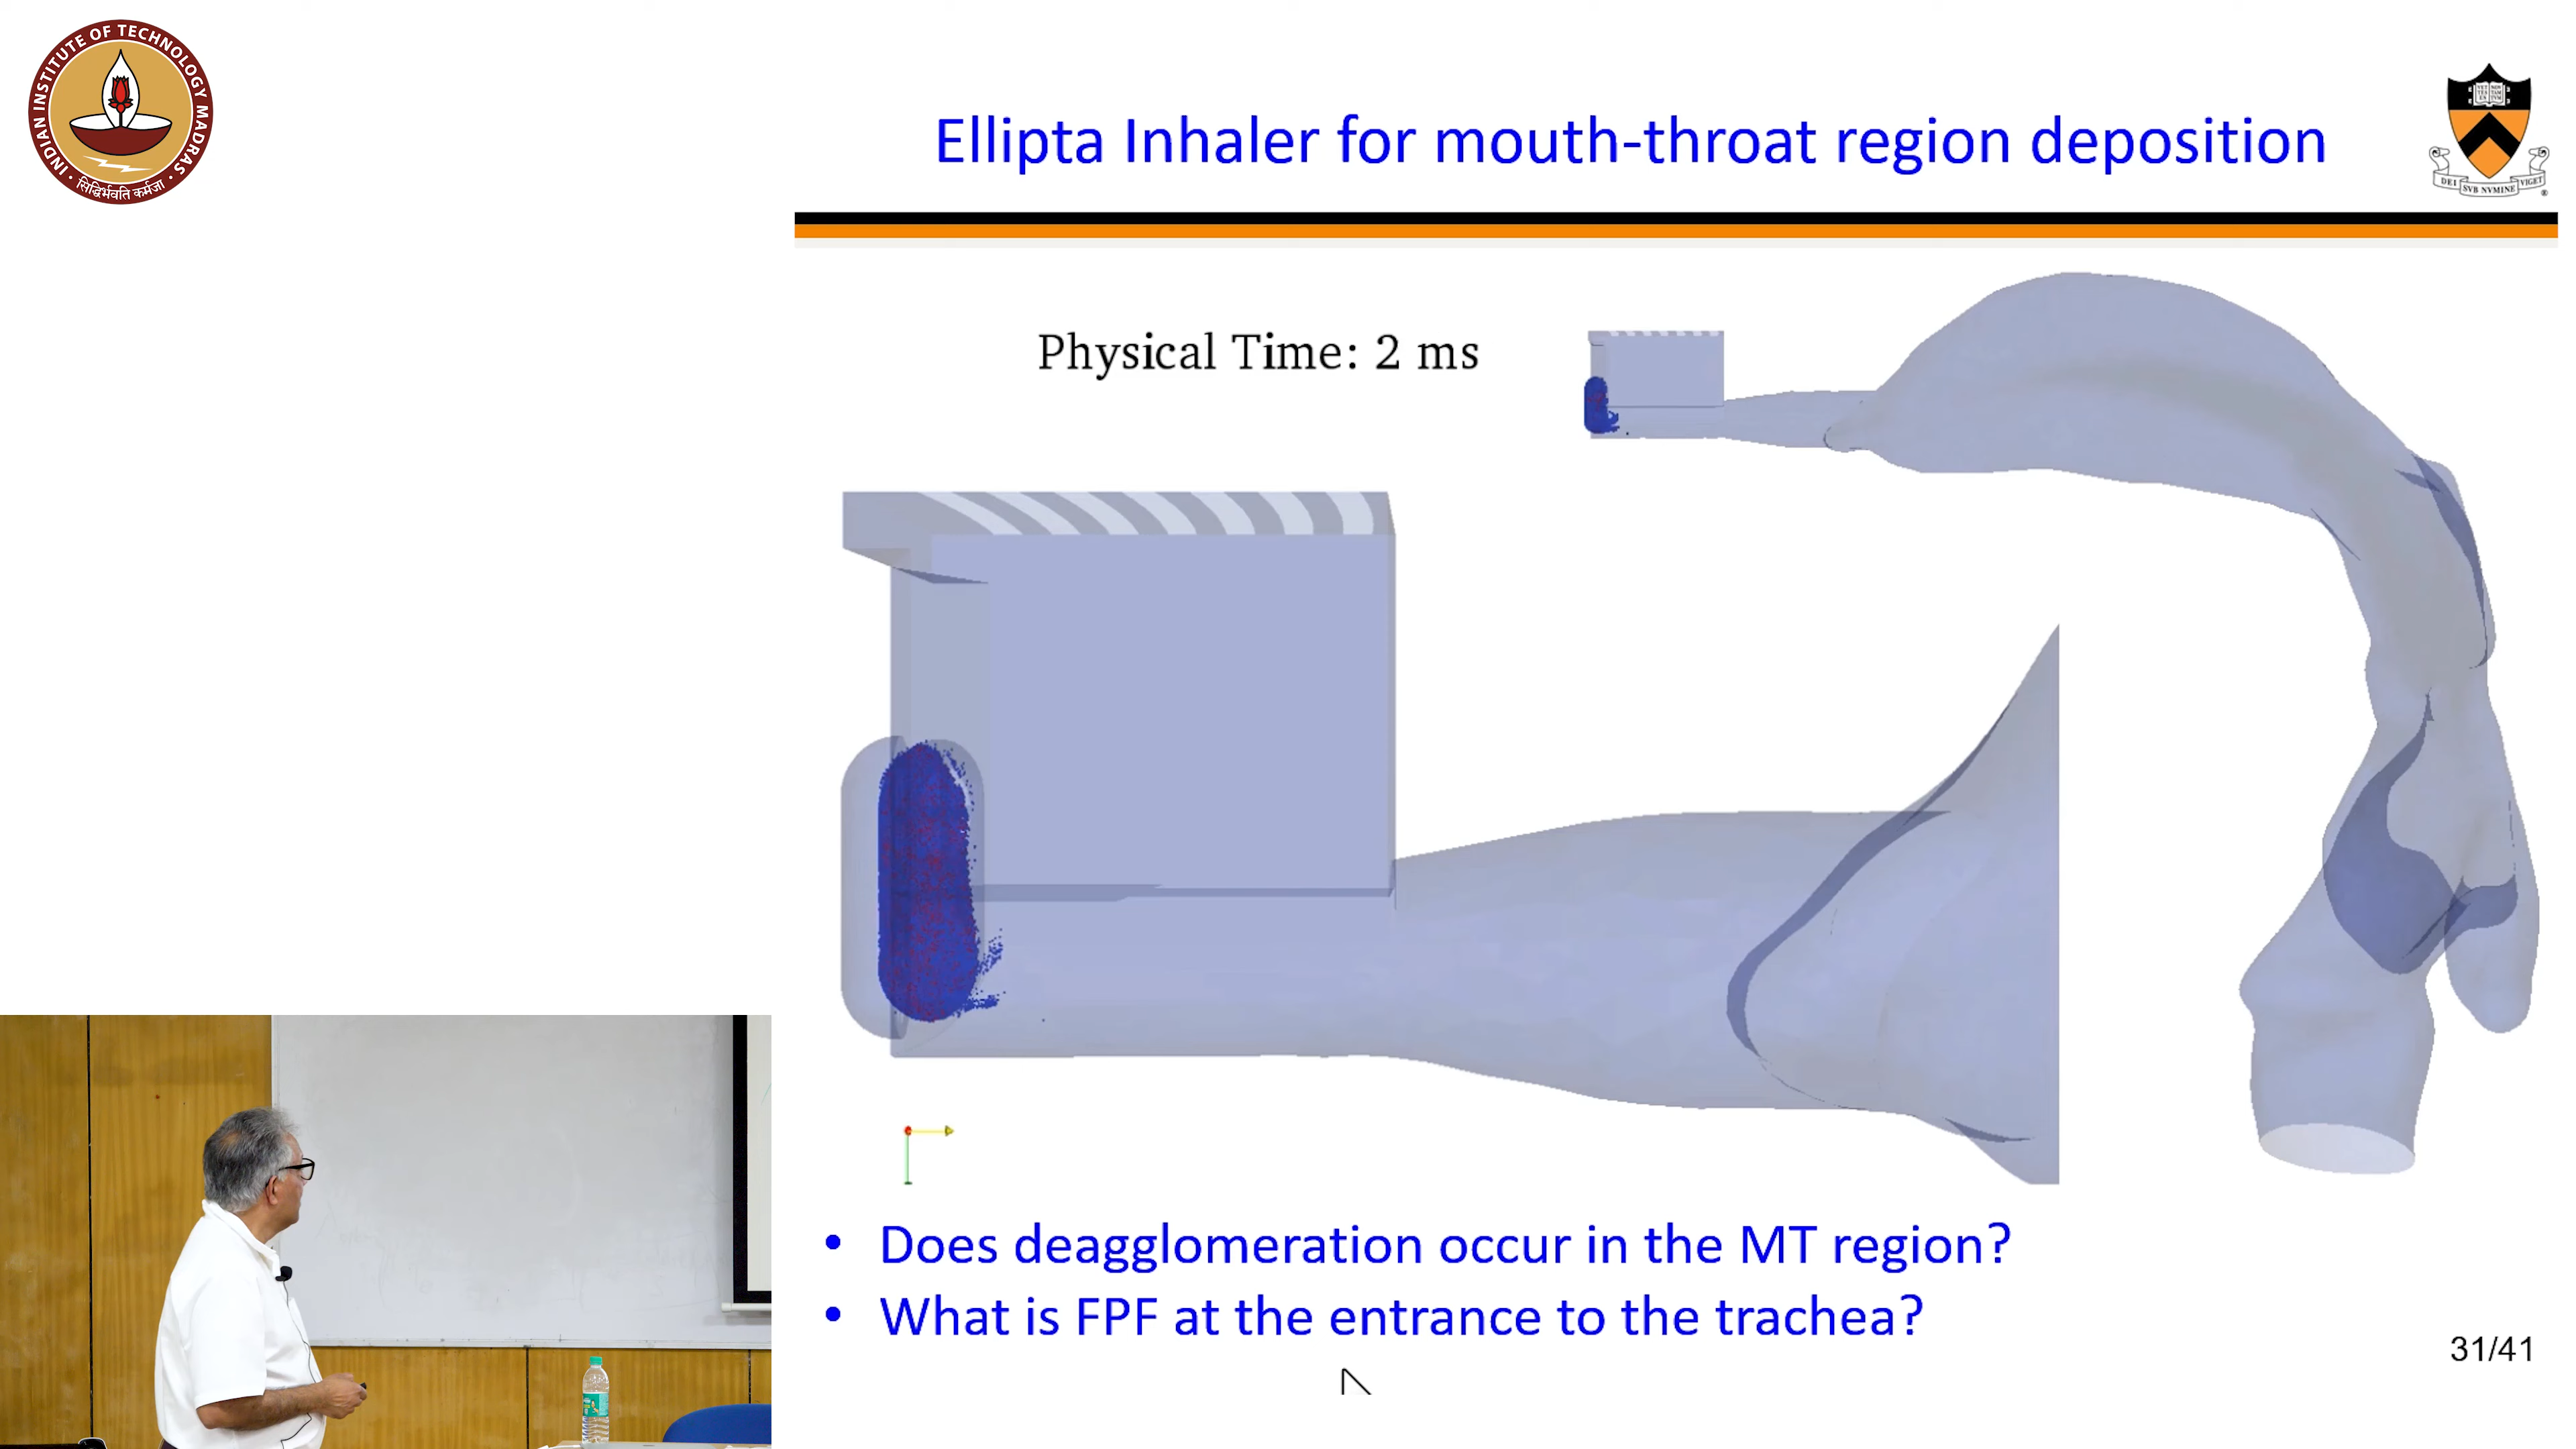 INDIAN INSTITUTE OF TECHNOLOGY MADRAS
सिद्धिर्भवति कर्मजा
Ellipta Inhaler for mouth-throat region deposition
DEI SVB NVMINE VIGET
Physical Time: 2 ms
• Does deagglomeration occur in the MT region?
• What is FPF at the entrance to the trachea?
31/41